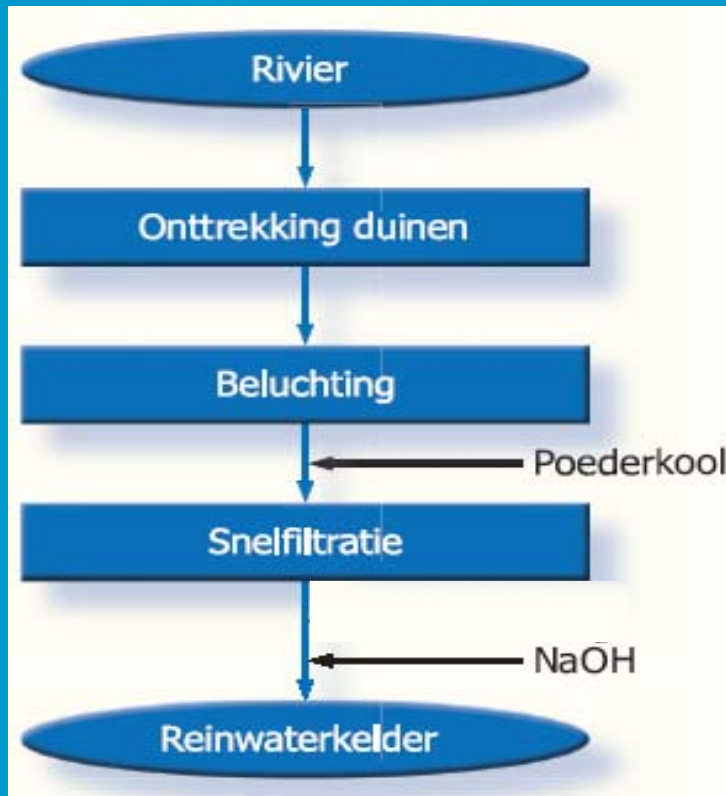 Rivier
Onttrekking duinen
Beluchting
Poederkool
Snelfiltratie
NaOH
Reinwaterkelder